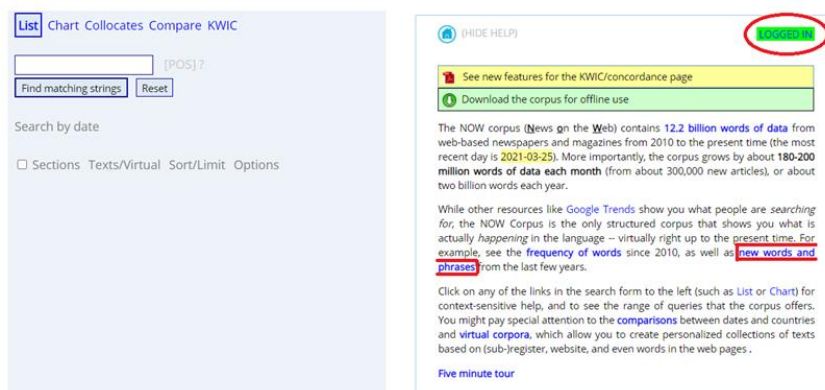 List Chart Collocates Compare KWIC
[POS] ?
Find matching strings Reset
Search by date
Sections Texts/Virtual Sort/Limit Options
(HIDE HELP) LOGGED IN
See new features for the KWIC/concordance page
Download the corpus for offline use
The NOW corpus (News on the Web) contains 12.2 billion words of data from
web-based newspapers and magazines from 2010 to the present time (the most
recent day is 2021-03-25). More importantly, the corpus grows by about 180-200
million words of data each month (from about 300,000 new articles), or about
two billion words each year.
While other resources like Google Trends show you what people are searching
for, the NOW Corpus is the only structured corpus that shows you what is
actually happening in the language -- virtually right up to the present time. For
example, see the frequency of words since 2010, as well as new words and
phrases from the last few years.
Click on any of the links in the search form to the left (such as List or Chart) for
context-sensitive help, and to see the range of queries that the corpus offers.
You might pay special attention to the comparisons between dates and countries
and virtual corpora, which allow you to create personalized collections of texts
based on (sub-)register, website, and even words in the web pages .
Five minute tour